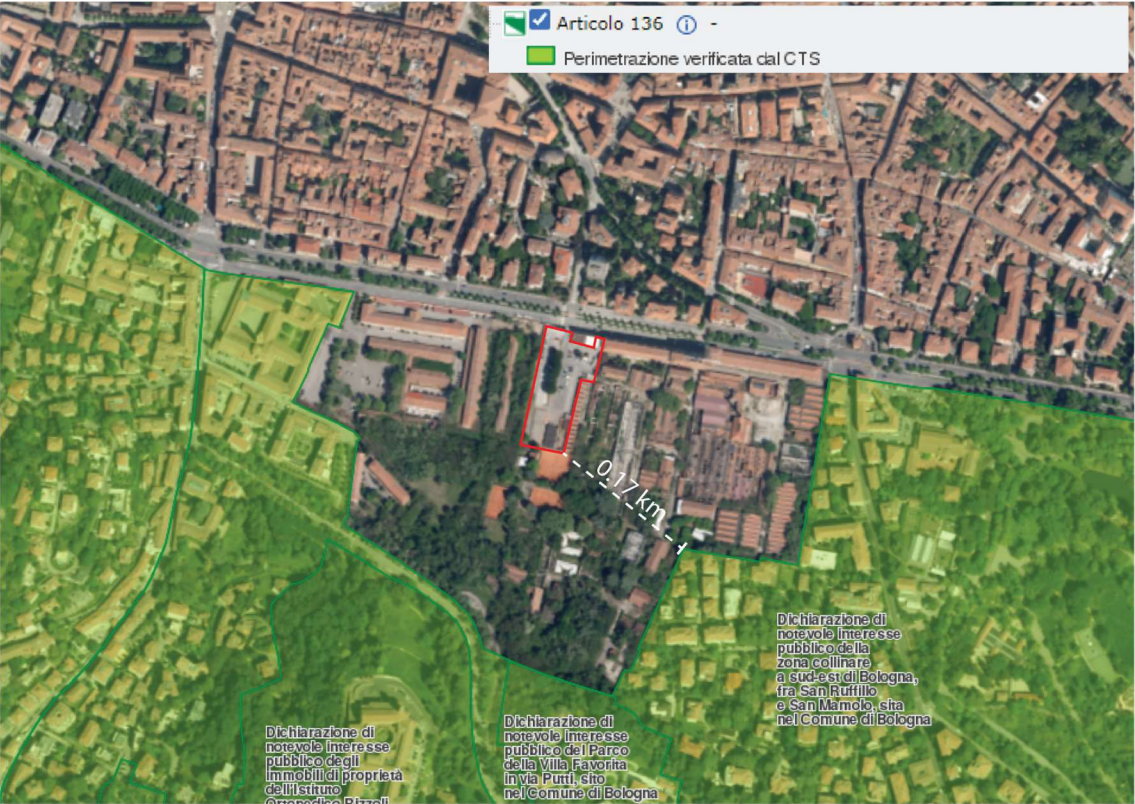 Articolo 136 -
Perimetrazione verificata dal CTS
0.17 km
Dichiarazione di
notevole interesse
pubblico della
zona collinare
a sud-est di Bologna,
fra San Ruffillo
e San Mamolo, sita
nel Comune di Bologna
Dichiarazione di
notevole interesse
pubblico del Parco
della Villa Favorita
in via Putti, sito
nel Comune di Bologna
Dichiarazione di
notevole interesse
pubblico degli
immobili di proprietà
dell'Istituto
Ortopedico Rizzoli